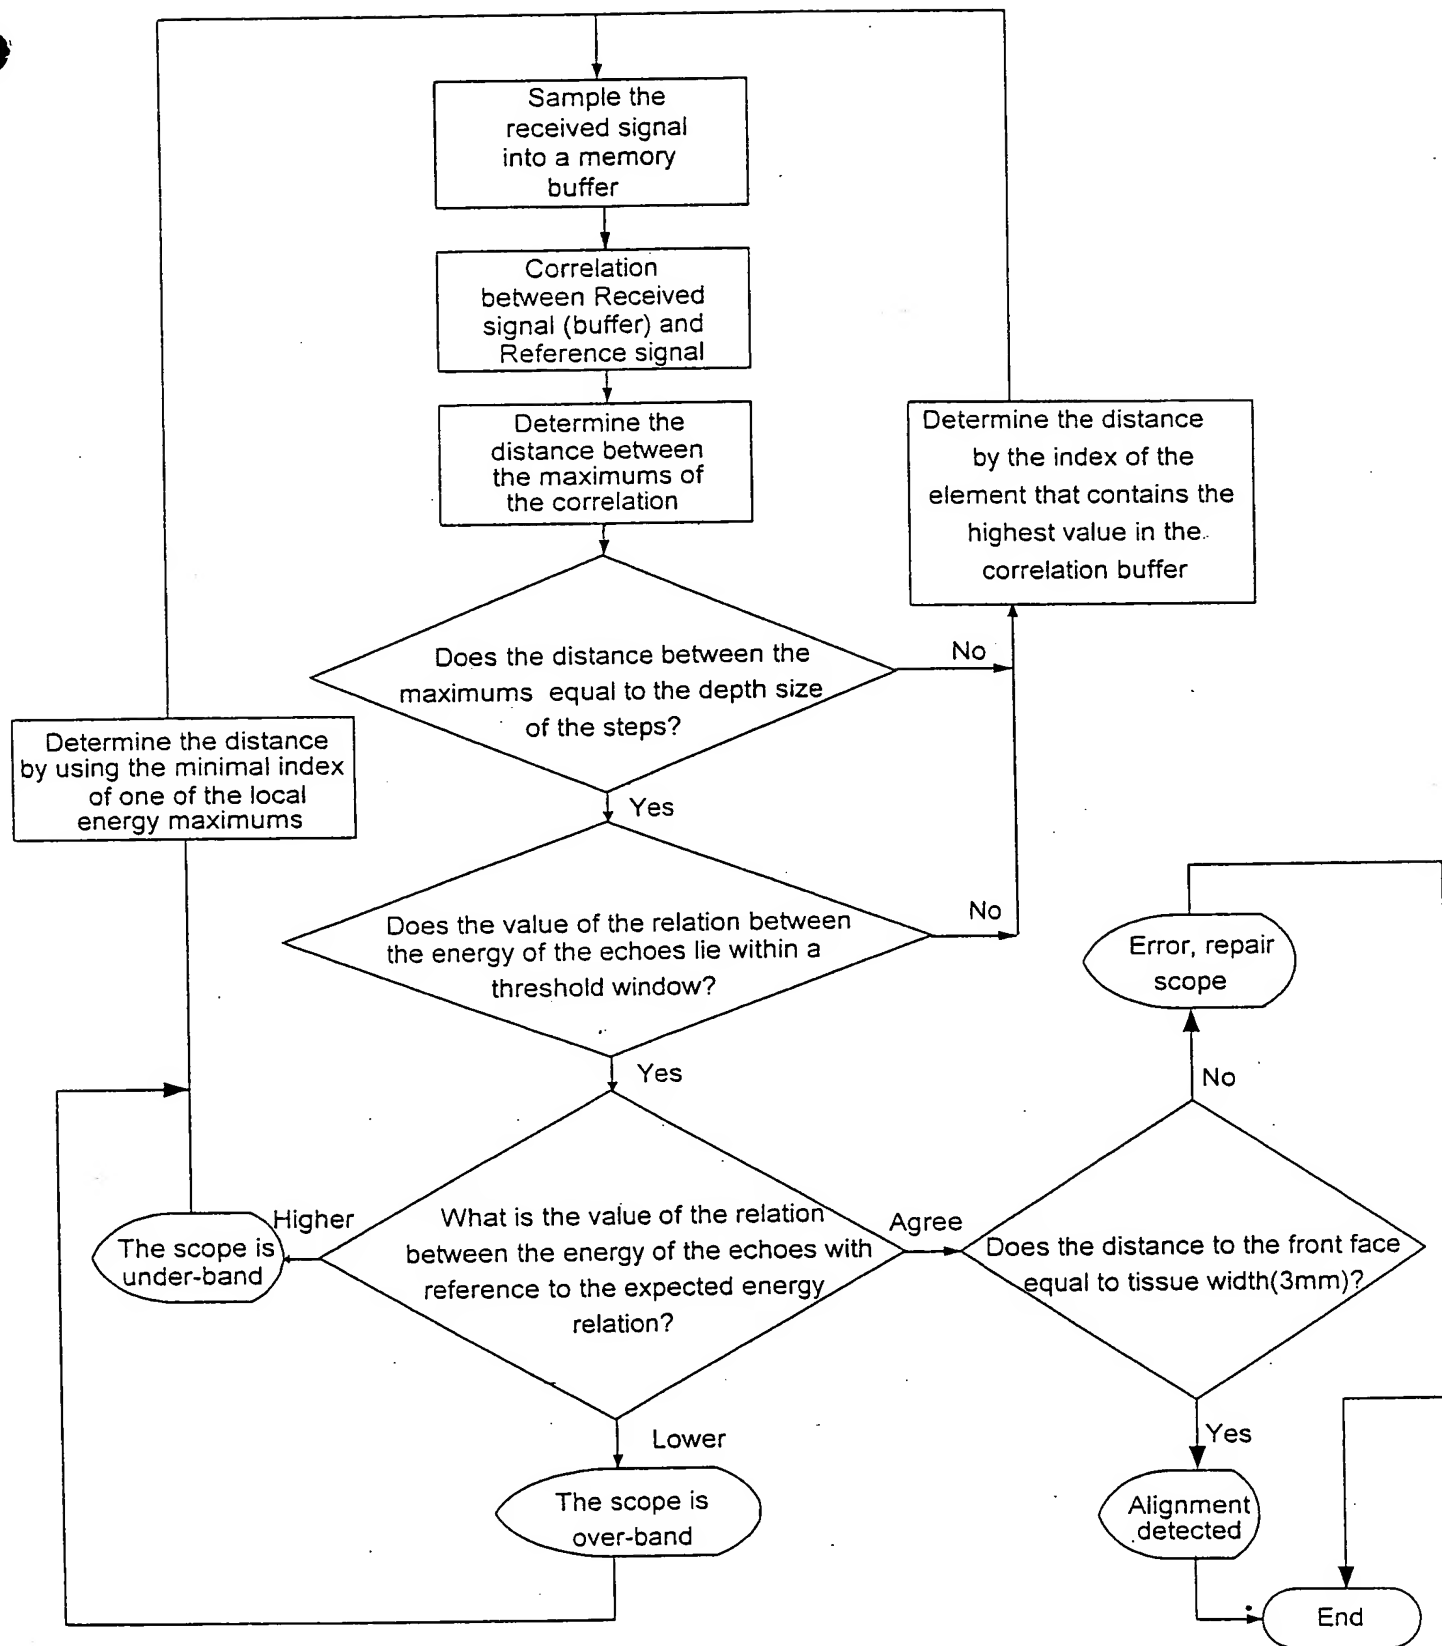 Sample the
received signal
into a memory
buffer
Correlation
between Received
signal (buffer) and
Reference signal
Determine the
distance between
the maximums of
the correlation
Determine the distance
by the index of the
element that contains the
highest value in the
correlation buffer
Does the distance between the
maximums equal to the depth size
of the steps?
No
Yes
Determine the distance
by using the minimal index
of one of the local
energy maximums
Does the value of the relation between
the energy of the echoes lie within a
threshold window?
No
Yes
Error, repair
scope
No
What is the value of the relation
between the energy of the echoes with
reference to the expected energy
relation?
Higher
The scope is
under-band
Agree
Does the distance to the front face
equal to tissue width(3mm)?
Lower
The scope is
over-band
Yes
Alignment
detected
End